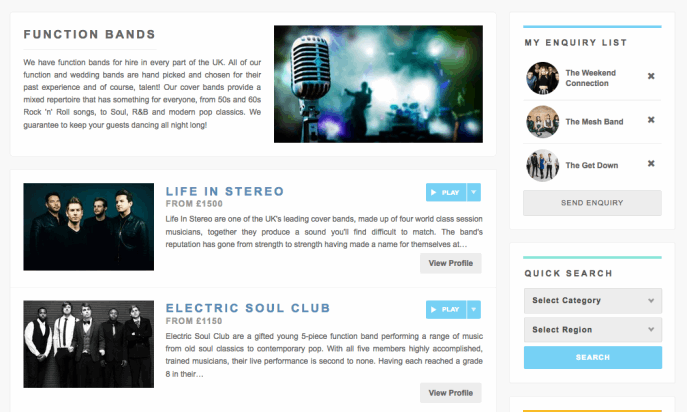 FUNCTION BANDS
We have function bands for hire in every part of the UK. All of our
function and wedding bands are hand picked and chosen for their
past experience and of course, talent! Our cover bands provide a
mixed repertoire that has something for everyone, from 50s and 60s
Rock 'n' Roll songs, to Soul, R&B and modern pop classics. We
guarantee to keep your guests dancing all night long!
LIFE IN STEREO
FROM £1500
PLAY
Life In Stereo are one of the UK's leading cover bands, made up of four world class session
musicians, together they produce a sound you'll find difficult to match. The band's
reputation has gone from strength to strength having made a name for themselves at...
View Profile
ELECTRIC SOUL CLUB
FROM £1150
PLAY
Electric Soul Club are a gifted young 5-piece function band performing a range of music
from old soul classics to contemporary pop. With all five members highly accomplished,
trained musicians, their live performance is second to none. Having each reached a grade
8 in their...
View Profile
MY ENQUIRY LIST
The Weekend
Connection
The Mesh Band
The Get Down
SEND ENQUIRY
QUICK SEARCH
Select Category
Select Region
SEARCH